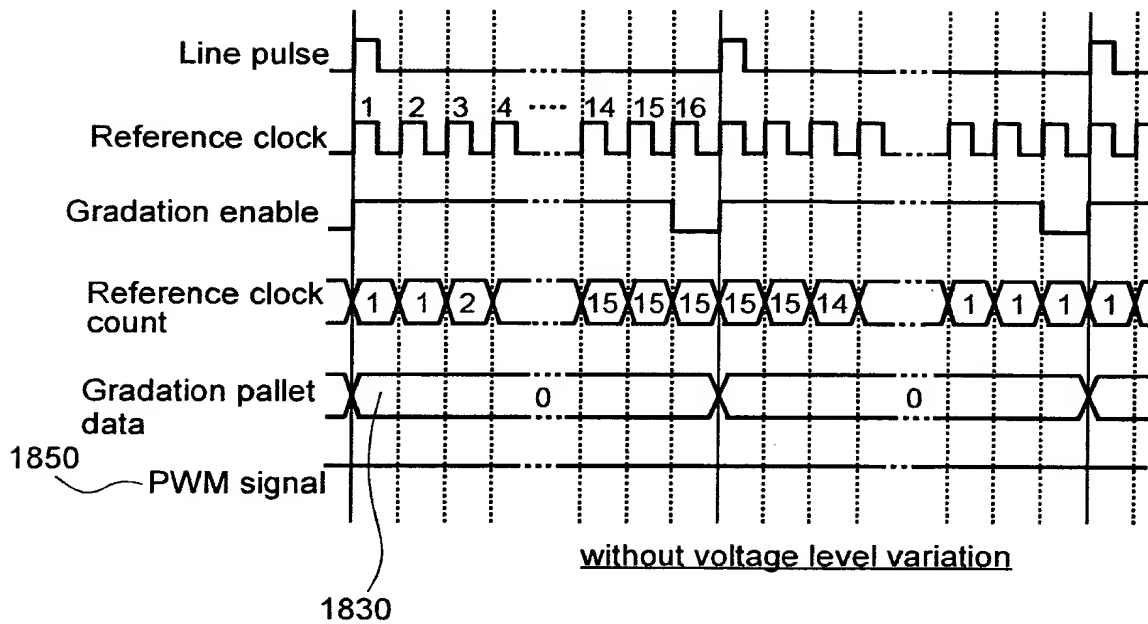 Line pulse
1 2 3 4 ···· 14 15 16
Reference clock
Gradation enable
Reference clock
count
1 1 2 15 15 15 15 15 14 1 1 1 1
Gradation pallet
data
0 0
1850
PWM signal
without voltage level variation
1830